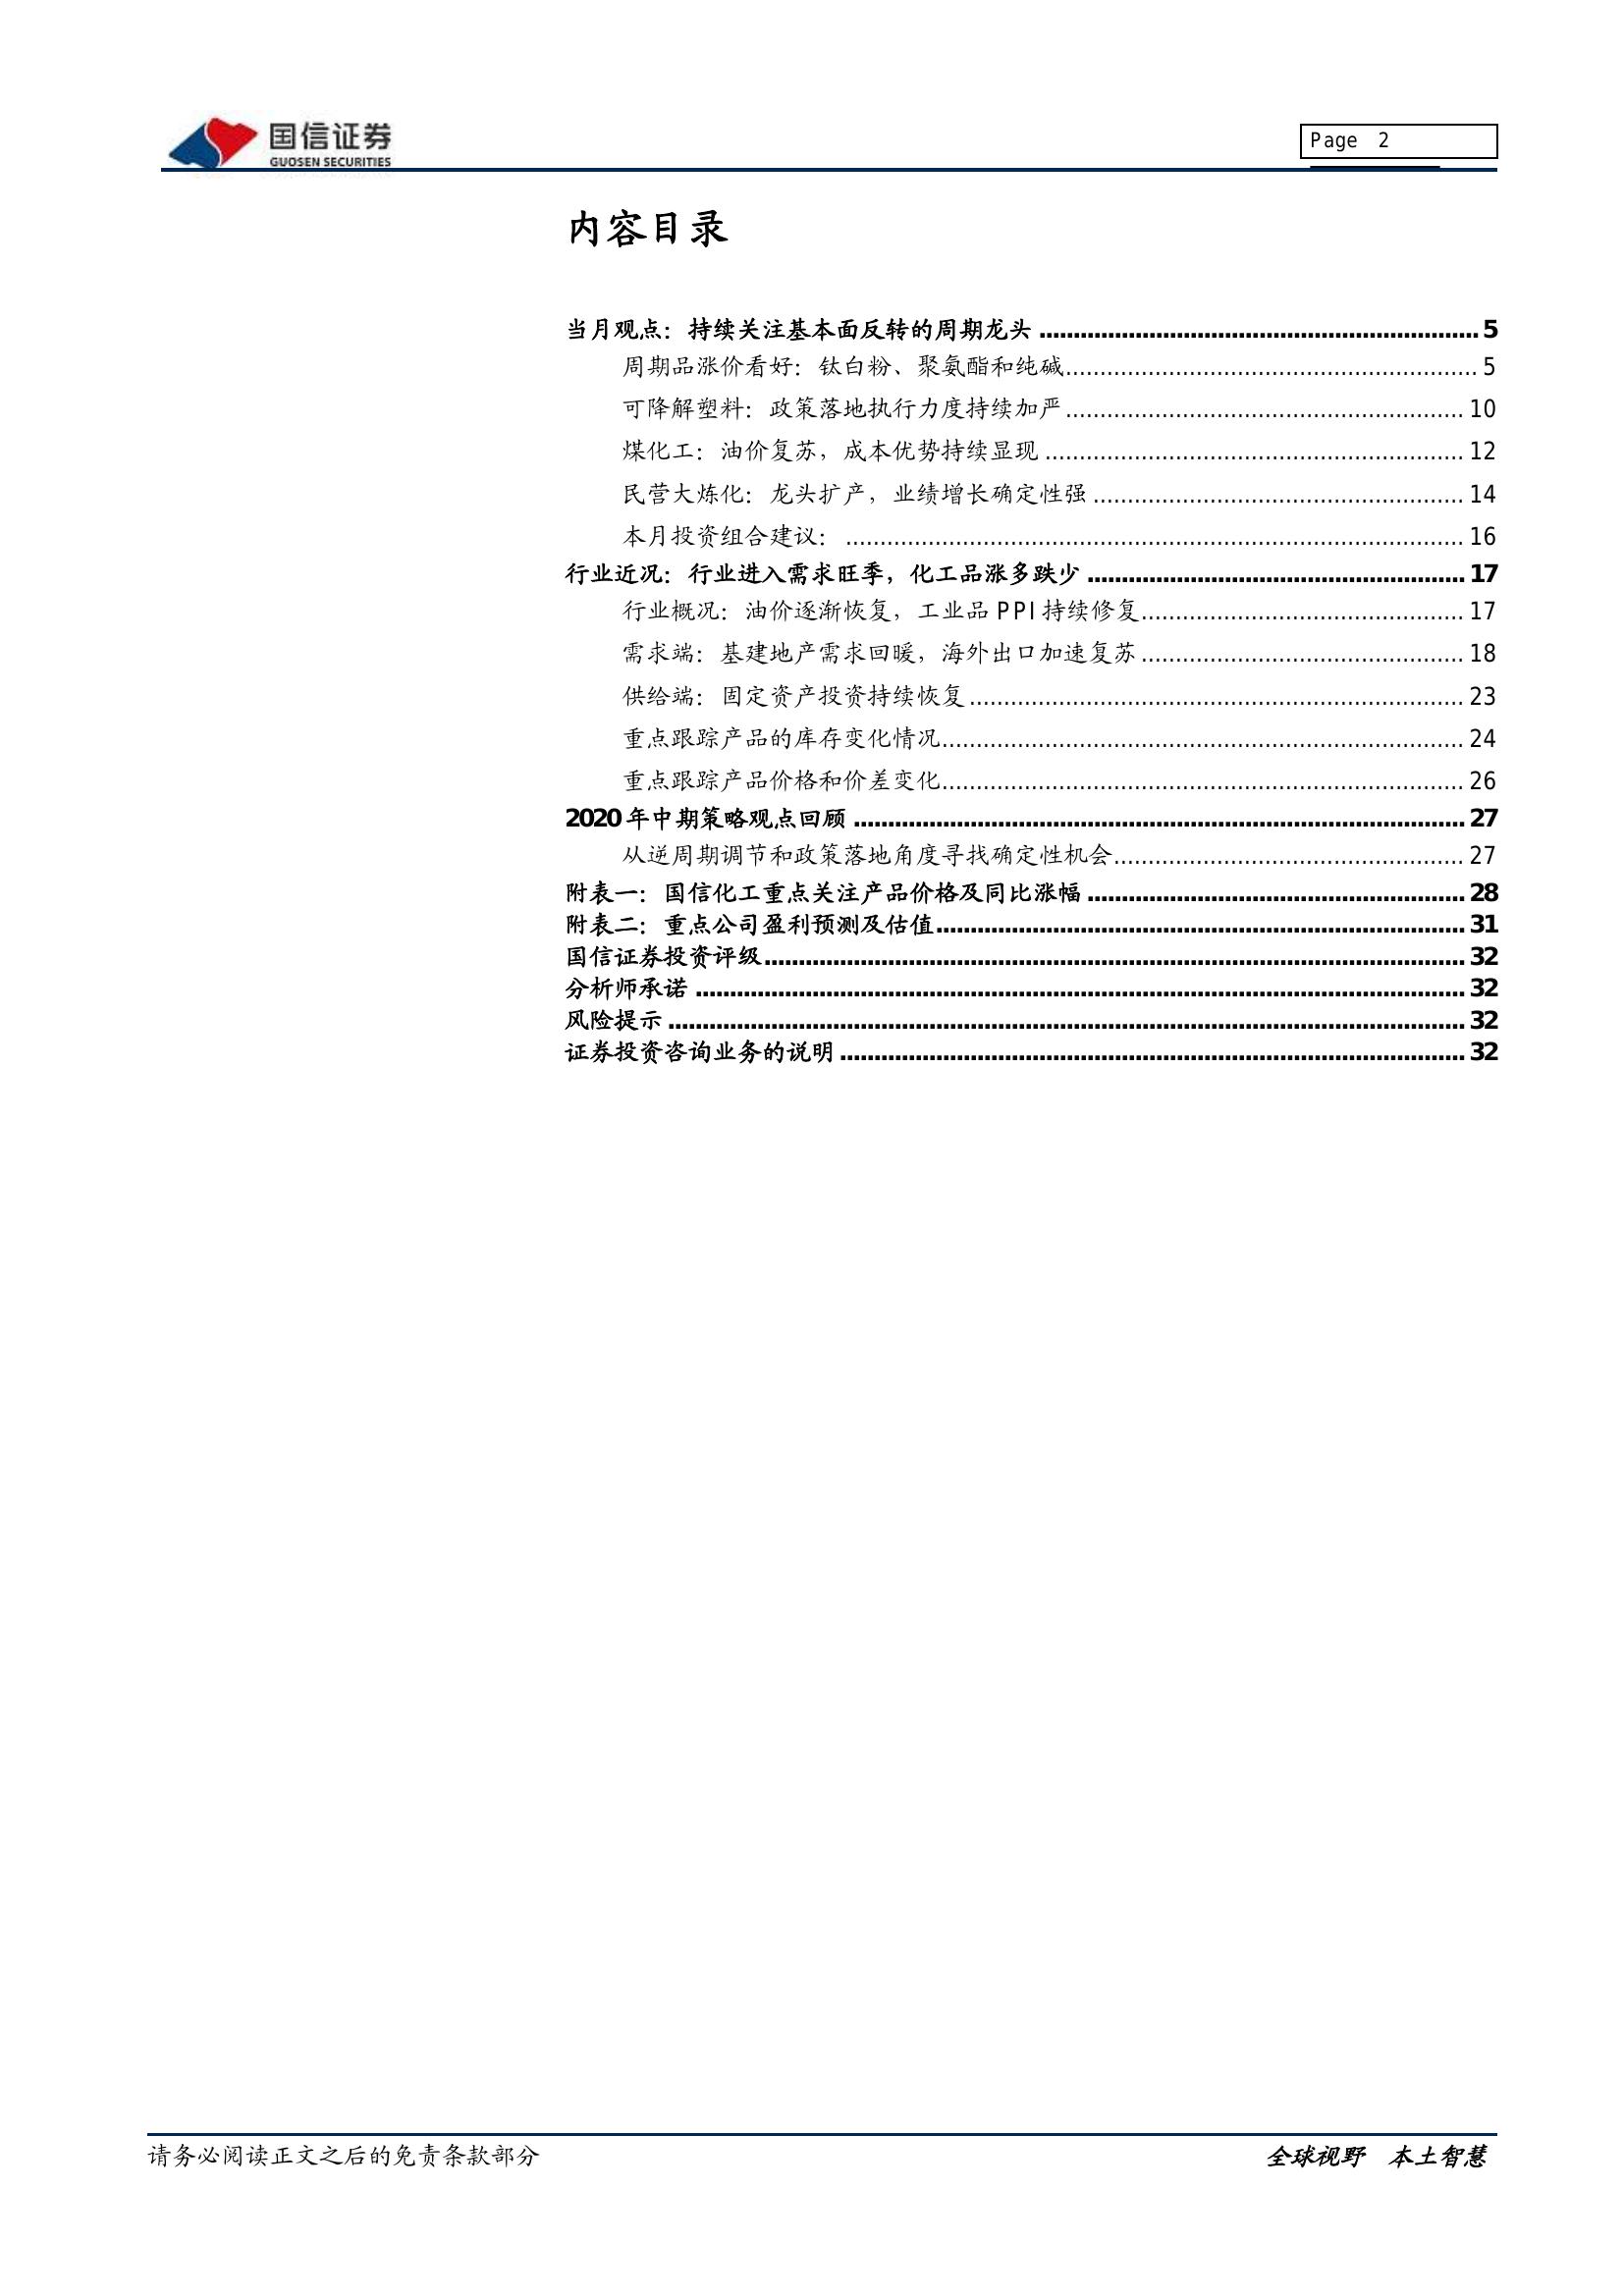 国信证券
GUOSEN SECURITIES
Page 2
内容目录
当月观点：持续关注基本面反转的周期龙头 ................................................................ 5
周期品涨价看好：钛白粉、聚氨酯和纯碱............................................................ 5
可降解塑料：政策落地执行力度持续加严.......................................................... 10
煤化工：油价复苏，成本优势持续显现 ............................................................. 12
民营大炼化：龙头扩产，业绩增长确定性强 ...................................................... 14
本月投资组合建议： .......................................................................................... 16
行业近况：行业进入需求旺季，化工品涨多跌少 ....................................................... 17
行业概况：油价逐渐恢复，工业品 PPI 持续修复............................................... 17
需求端：基建地产需求回暖，海外出口加速复苏............................................... 18
供给端：固定资产投资持续恢复........................................................................ 23
重点跟踪产品的库存变化情况............................................................................ 24
重点跟踪产品价格和价差变化............................................................................ 26
2020 年中期策略观点回顾 ......................................................................................... 27
从逆周期调节和政策落地角度寻找确定性机会................................................... 27
附表一：国信化工重点关注产品价格及同比涨幅 ....................................................... 28
附表二：重点公司盈利预测及估值............................................................................. 31
国信证券投资评级...................................................................................................... 32
分析师承诺 ................................................................................................................ 32
风险提示 .................................................................................................................... 32
证券投资咨询业务的说明 ........................................................................................... 32
请务必阅读正文之后的免责条款部分
全球视野 本土智慧